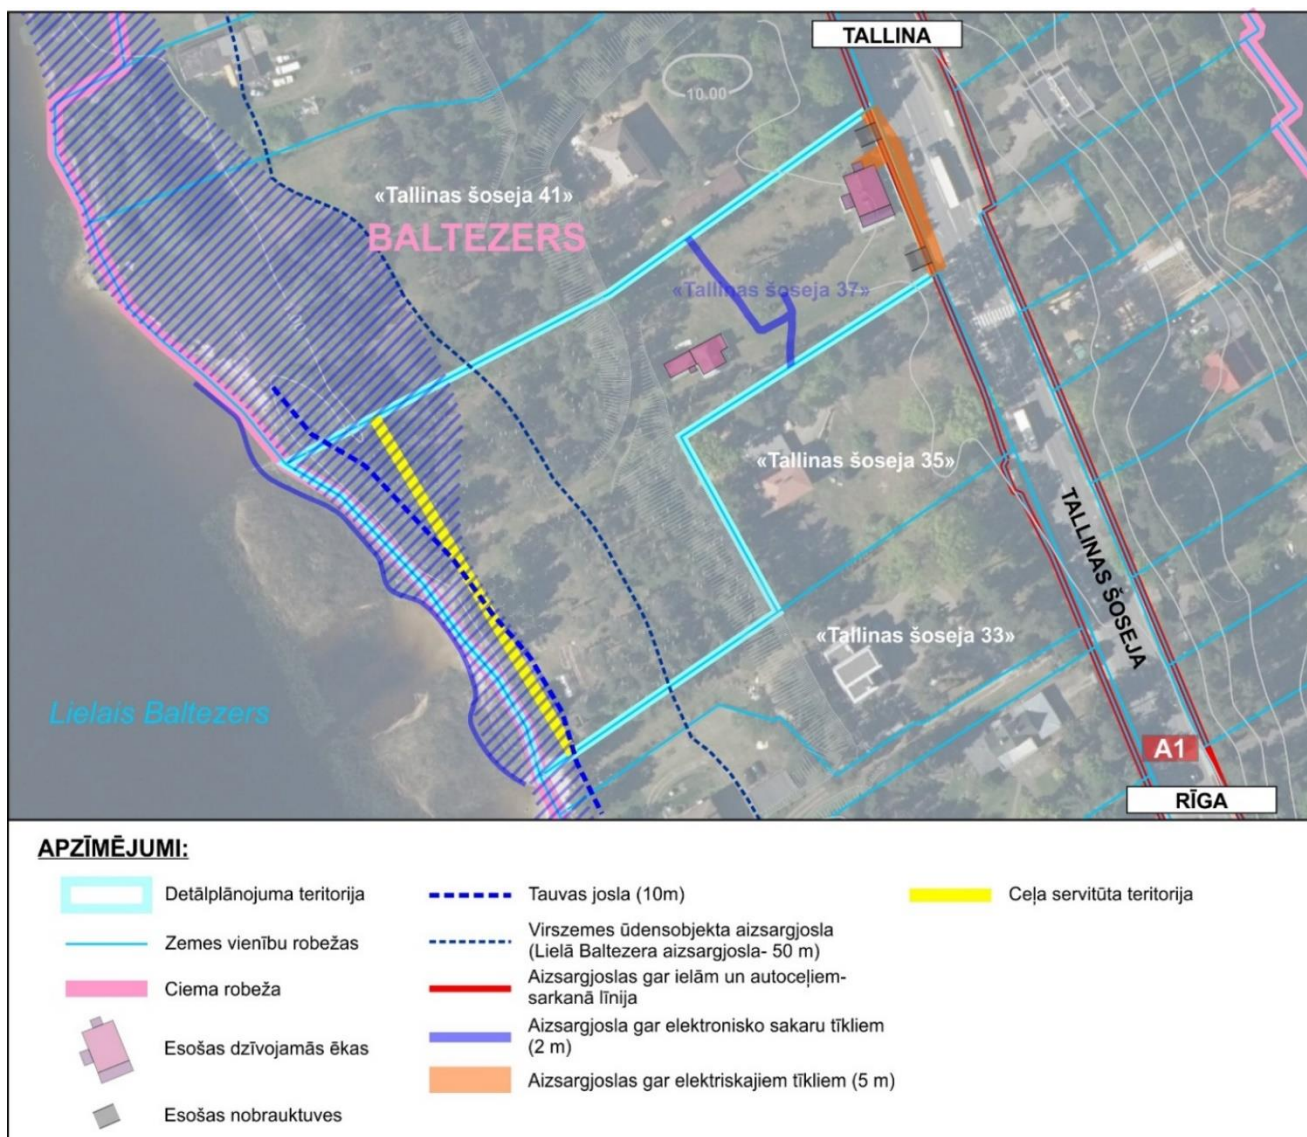 TALLINA
10.00
«Tallinas šoseja 41»
BALTEZERS
«Tallinas šoseja 37»
«Tallinas šoseja 35»
TALLINAS ŠOSEJA
«Tallinas šoseja 33»
Lielais Baltezers
A1
RĪGA
APZĪMĒJUMI:
Detālplānojuma teritorija
Zemes vienību robežas
Ciema robeža
Esošas dzīvojamās ēkas
Esošas nobrauktuves
Tauvas josla (10m)
Virszemes ūdensobjekta aizsargjosla
(Lielā Baltezera aizsargjosla- 50 m)
Aizsargjoslas gar ielām un autoceļiem-
sarkanā līnija
Aizsargjosla gar elektronisko sakaru tīkliem
(2 m)
Aizsargjoslas gar elektriskajiem tīkliem (5 m)
Ceļa servitūta teritorija